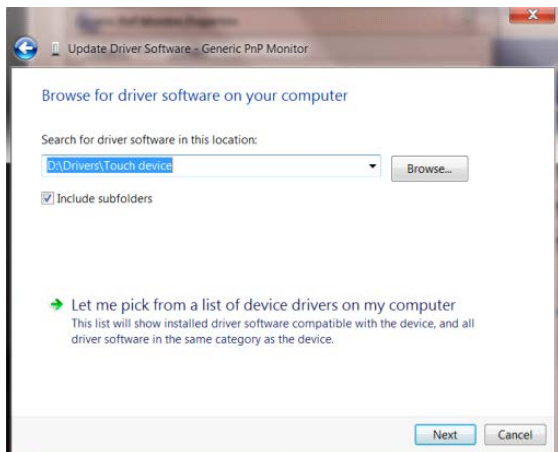 Update Driver Software - Generic PnP Monitor
Browse for driver software on your computer
Search for driver software in this location:
D:\Drivers\Touch device
Browse...
Include subfolders
Let me pick from a list of device drivers on my computer
This list will show installed driver software compatible with the device, and all
driver software in the same category as the device.
Next
Cancel